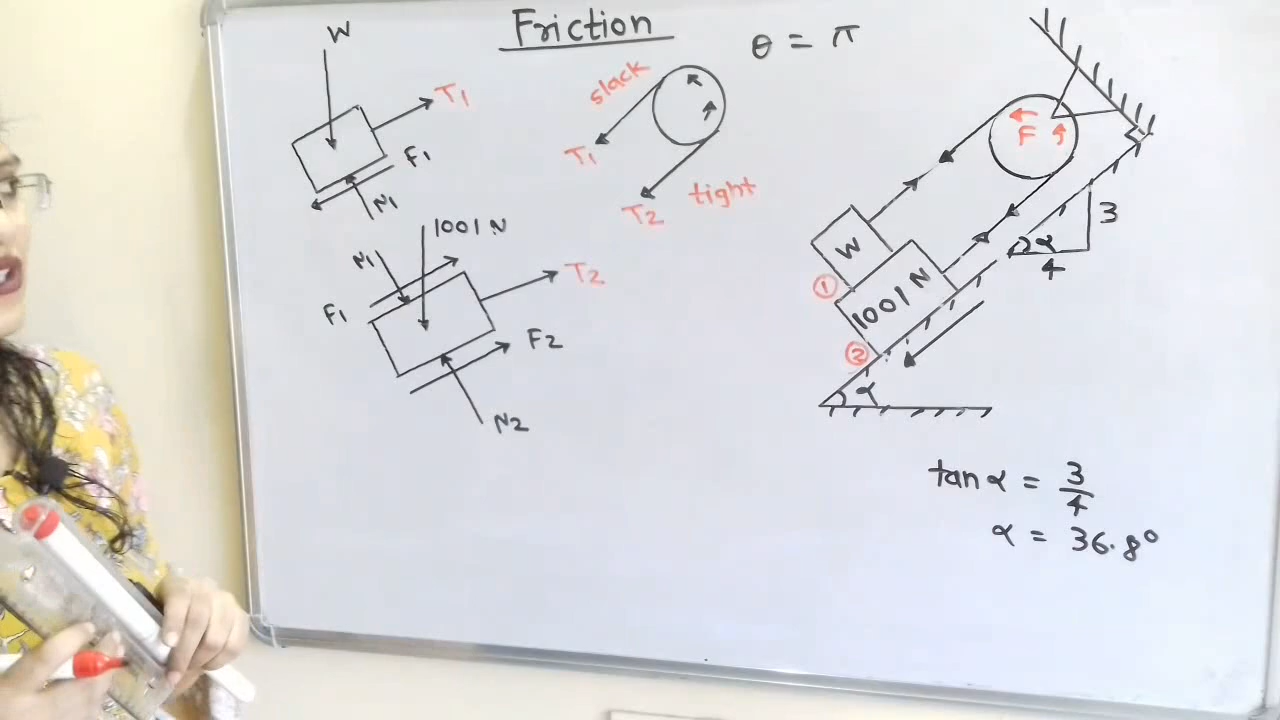 Friction
θ = π
W
T1
F1
N1
slack
T1
T2
tight
1001 N
N1
F1
T2
F2
N2
F
W
1001 N
①
②
α
3
4
α
tan α = 3/4
α = 36.8°